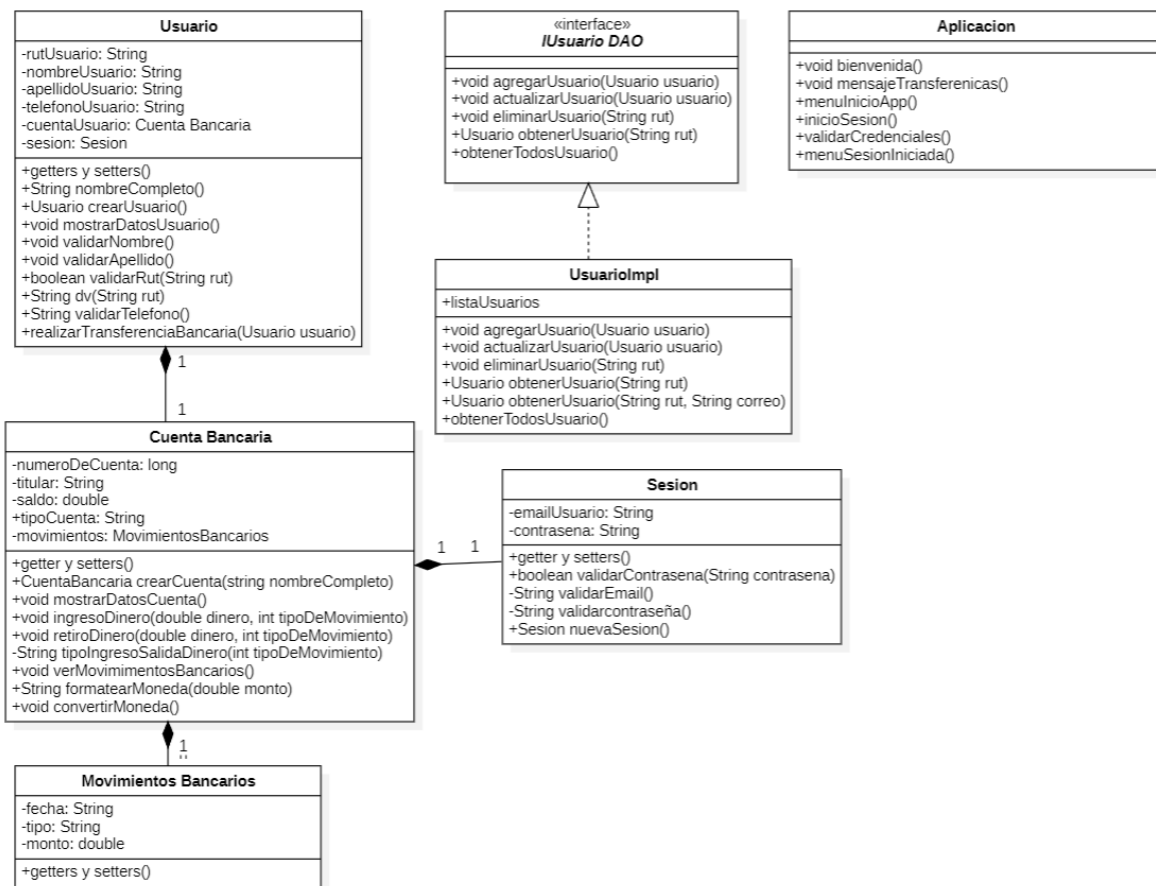 Usuario
-rutUsuario: String
-nombreUsuario: String
-apellidoUsuario: String
-telefonoUsuario: String
-cuentaUsuario: Cuenta Bancaria
-sesion: Sesion
+getters y setters()
+String nombreCompleto()
+Usuario crearUsuario()
+void mostrarDatosUsuario()
+void validarNombre()
+void validarApellido()
+boolean validarRut(String rut)
+String dv(String rut)
+String validarTelefono()
+realizarTransferenciaBancaria(Usuario usuario)
1
1
«interface»
IUsuario DAO
+void agregarUsuario(Usuario usuario)
+void actualizarUsuario(Usuario usuario)
+void eliminarUsuario(String rut)
+Usuario obtenerUsuario(String rut)
+obtenerTodosUsuario()
Aplicacion
+void bienvenida()
+void mensajeTransferenicas()
+menuInicioApp()
+inicioSesion()
+validarCredenciales()
+menuSesionIniciada()
UsuarioImpl
+listaUsuarios
+void agregarUsuario(Usuario usuario)
+void actualizarUsuario(Usuario usuario)
+void eliminarUsuario(String rut)
+Usuario obtenerUsuario(String rut)
+Usuario obtenerUsuario(String rut, String correo)
+obtenerTodosUsuario()
Cuenta Bancaria
-numeroDeCuenta: long
-titular: String
-saldo: double
+tipoCuenta: String
-movimientos: MovimientosBancarios
+getter y setters()
+CuentaBancaria crearCuenta(string nombreCompleto)
+void mostrarDatosCuenta()
+void ingresoDinero(double dinero, int tipoDeMovimiento)
+void retiroDinero(double dinero, int tipoDeMovimiento)
-String tipoIngresoSalidaDinero(int tipoDeMovimiento)
+void verMovimimentosBancarios()
+String formatearMoneda(double monto)
+void convertirMoneda()
1 1
Sesion
-emailUsuario: String
-contrasena: String
+getter y setters()
+boolean validarContrasena(String contrasena)
-String validarEmail()
-String validarcontraseña()
+Sesion nuevaSesion()
1
Movimientos Bancarios
-fecha: String
-tipo: String
-monto: double
+getters y setters()